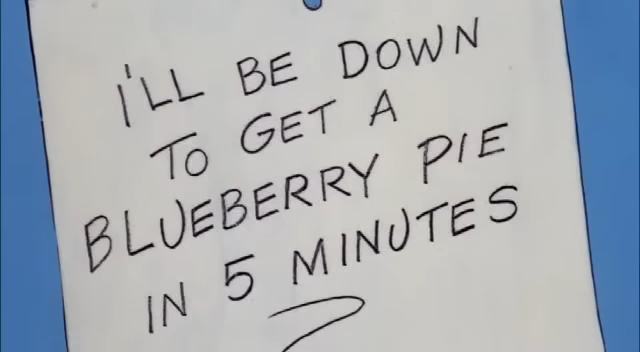 I'LL BE DOWN
TO GET A
BLUEBERRY PIE
IN 5 MINUTES